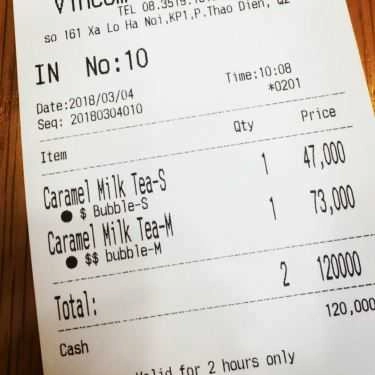 Vincom
TEL 08.3519.
so 161 Xa Lo Ha Noi,KP1,P.Thao Dien, Q2
IN No:10
Date:2018/03/04 Time:10:08
Seq: 20180304010 *0201
Item Qty Price
Caramel Milk Tea-S 1 47,000
● $ Bubble-S
Caramel Milk Tea-M 1 73,000
● $$ bubble-M
Total: 2 120000
Cash 120,000
Valid for 2 hours only